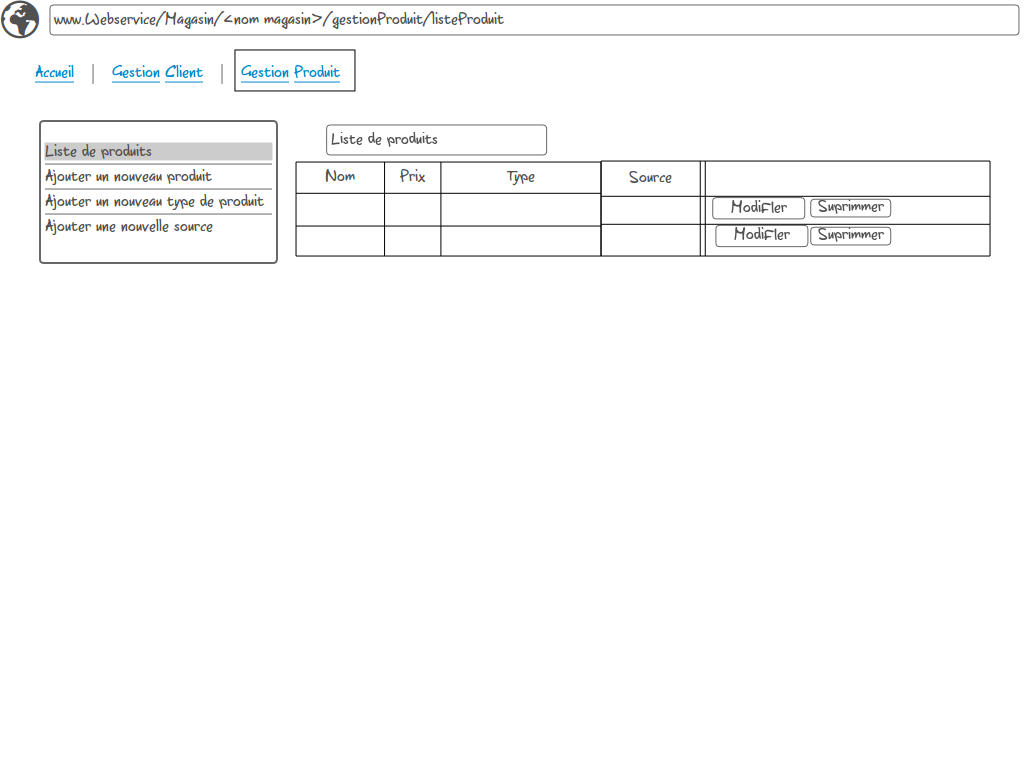 www.Webservice/Magasin/<nom magasin>/gestionProduit/listeProduit
Accueil | Gestion Client | Gestion Produit
Liste de produits
Ajouter un nouveau produit
Ajouter un nouveau type de produit
Ajouter une nouvelle source
Liste de produits
Nom Prix Type Source
Modifier Suprimmer
Modifier Suprimmer